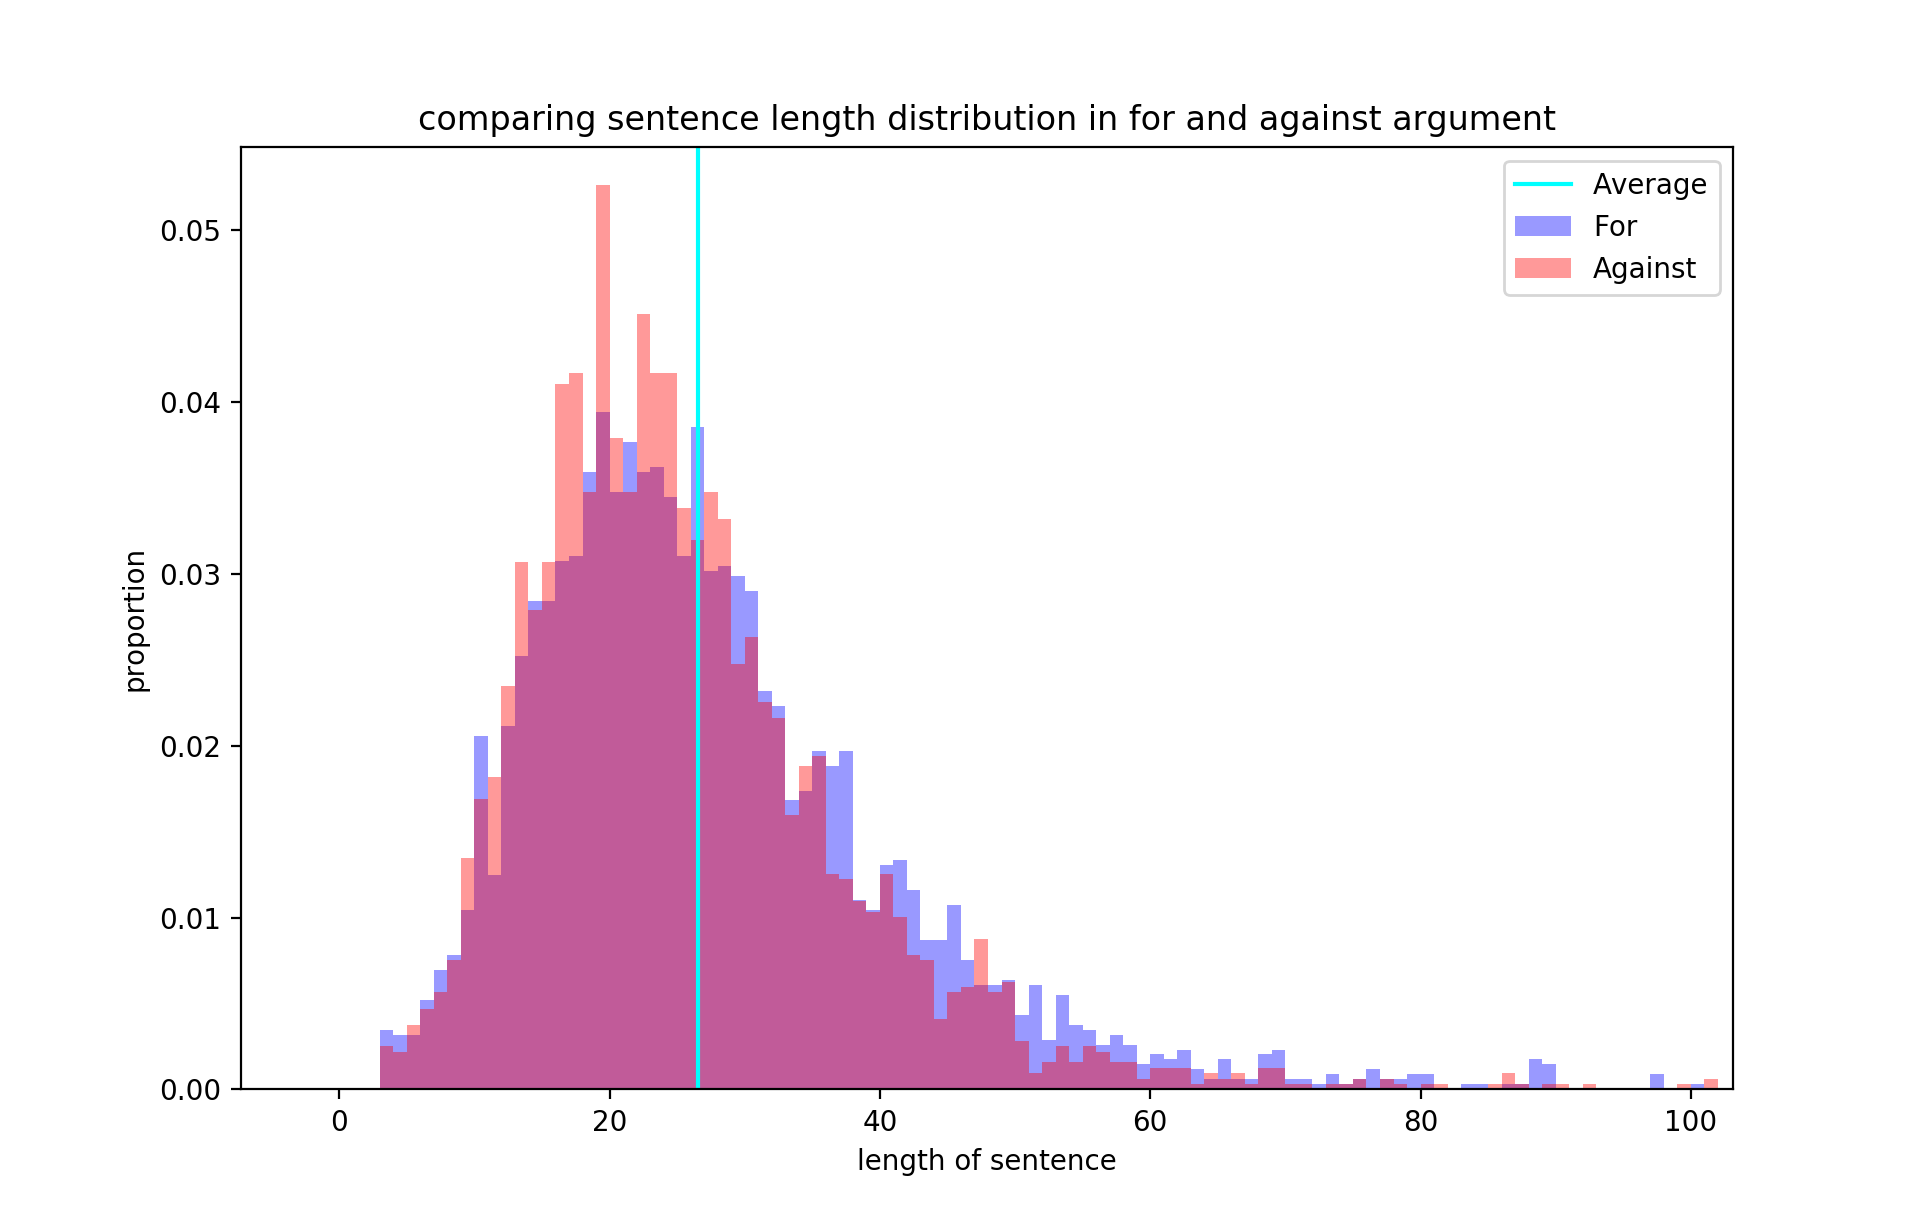 comparing sentence length distribution in for and against argument
Average
For
Against
0.05
0.04
0.03
0.02
0.01
0.00
proportion
0 20 40 60 80 100
length of sentence